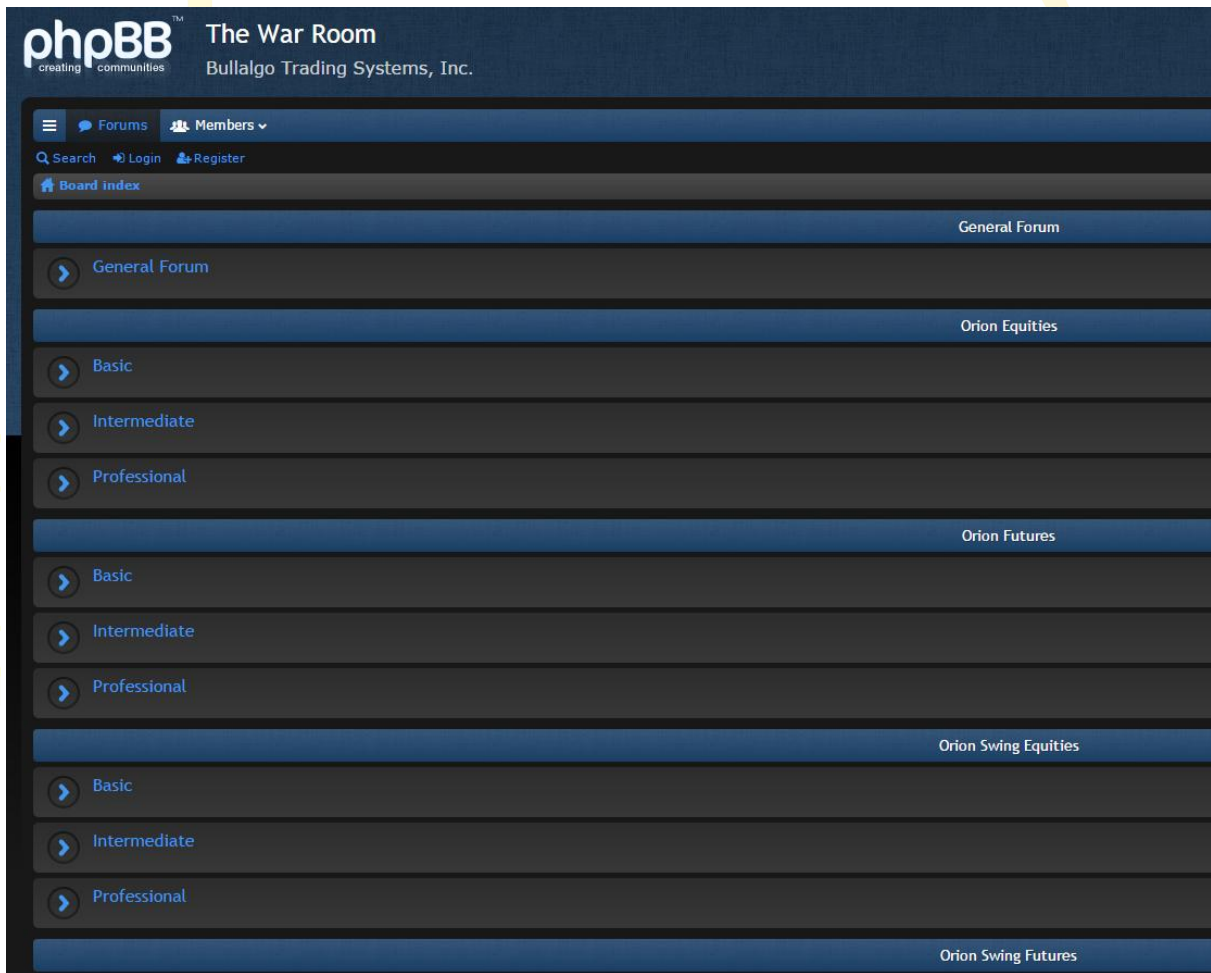 phpBB™
creating communities
The War Room
Bullalgo Trading Systems, Inc.
Forums Members
Search Login Register
Board index
General Forum
General Forum
Orion Equities
Basic
Intermediate
Professional
Orion Futures
Basic
Intermediate
Professional
Orion Swing Equities
Basic
Intermediate
Professional
Orion Swing Futures